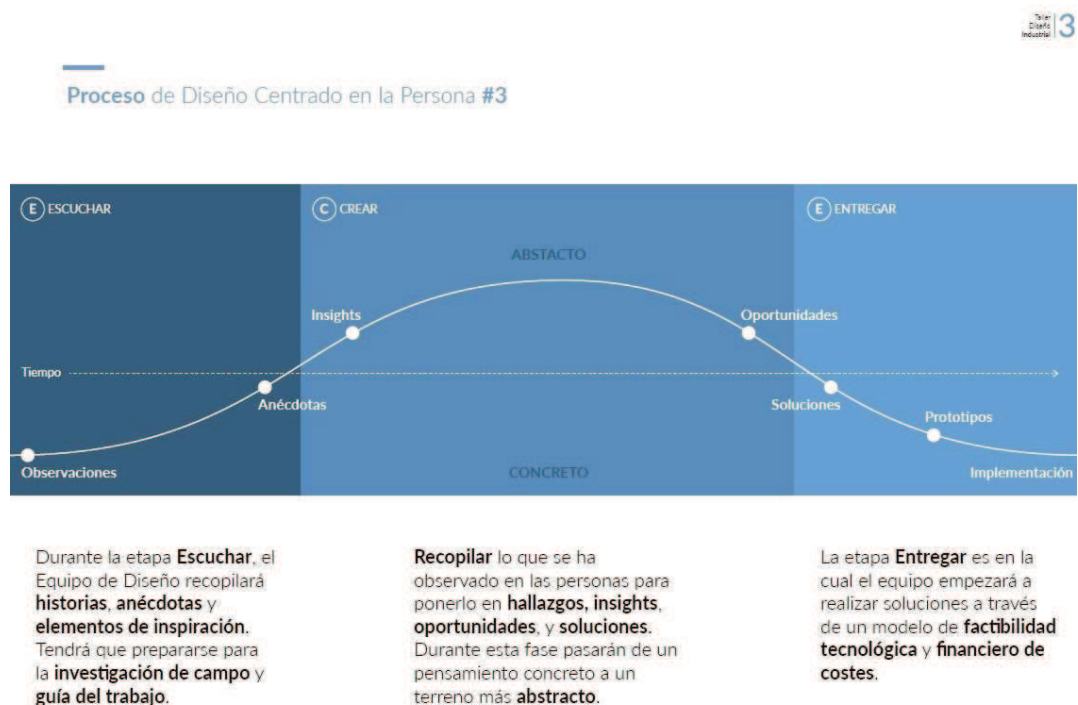 Taller
Diseño
Industrial
3
Proceso de Diseño Centrado en la Persona #3
E ESCUCHAR
C CREAR
E ENTREGAR
ABSTACTO
Insights
Oportunidades
Tiempo
Anécdotas
Soluciones
Prototipos
Observaciones
CONCRETO
Implementación
Durante la etapa Escuchar, el
Equipo de Diseño recopilará
historias, anécdotas y
elementos de inspiración.
Tendrá que prepararse para
la investigación de campo y
guía del trabajo.
Recopilar lo que se ha
observado en las personas para
ponerlo en hallazgos, insights,
oportunidades, y soluciones.
Durante esta fase pasarán de un
pensamiento concreto a un
terreno más abstracto.
La etapa Entregar es en la
cual el equipo empezará a
realizar soluciones a través
de un modelo de factibilidad
tecnológica y financiero de
costes.